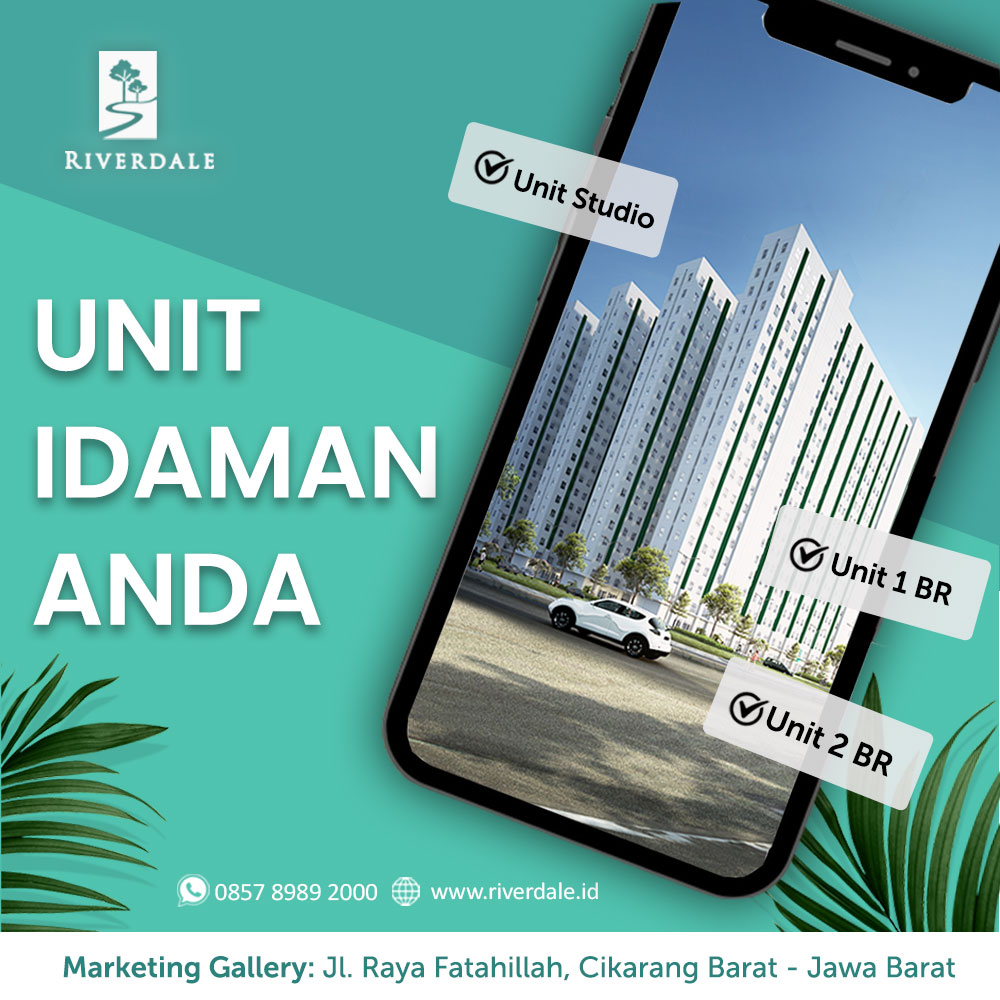 RIVERDALE
UNIT
IDAMAN
ANDA
Unit Studio
Unit 1 BR
Unit 2 BR
0857 8989 2000 www.riverdale.id
Marketing Gallery: Jl. Raya Fatahillah, Cikarang Barat - Jawa Barat